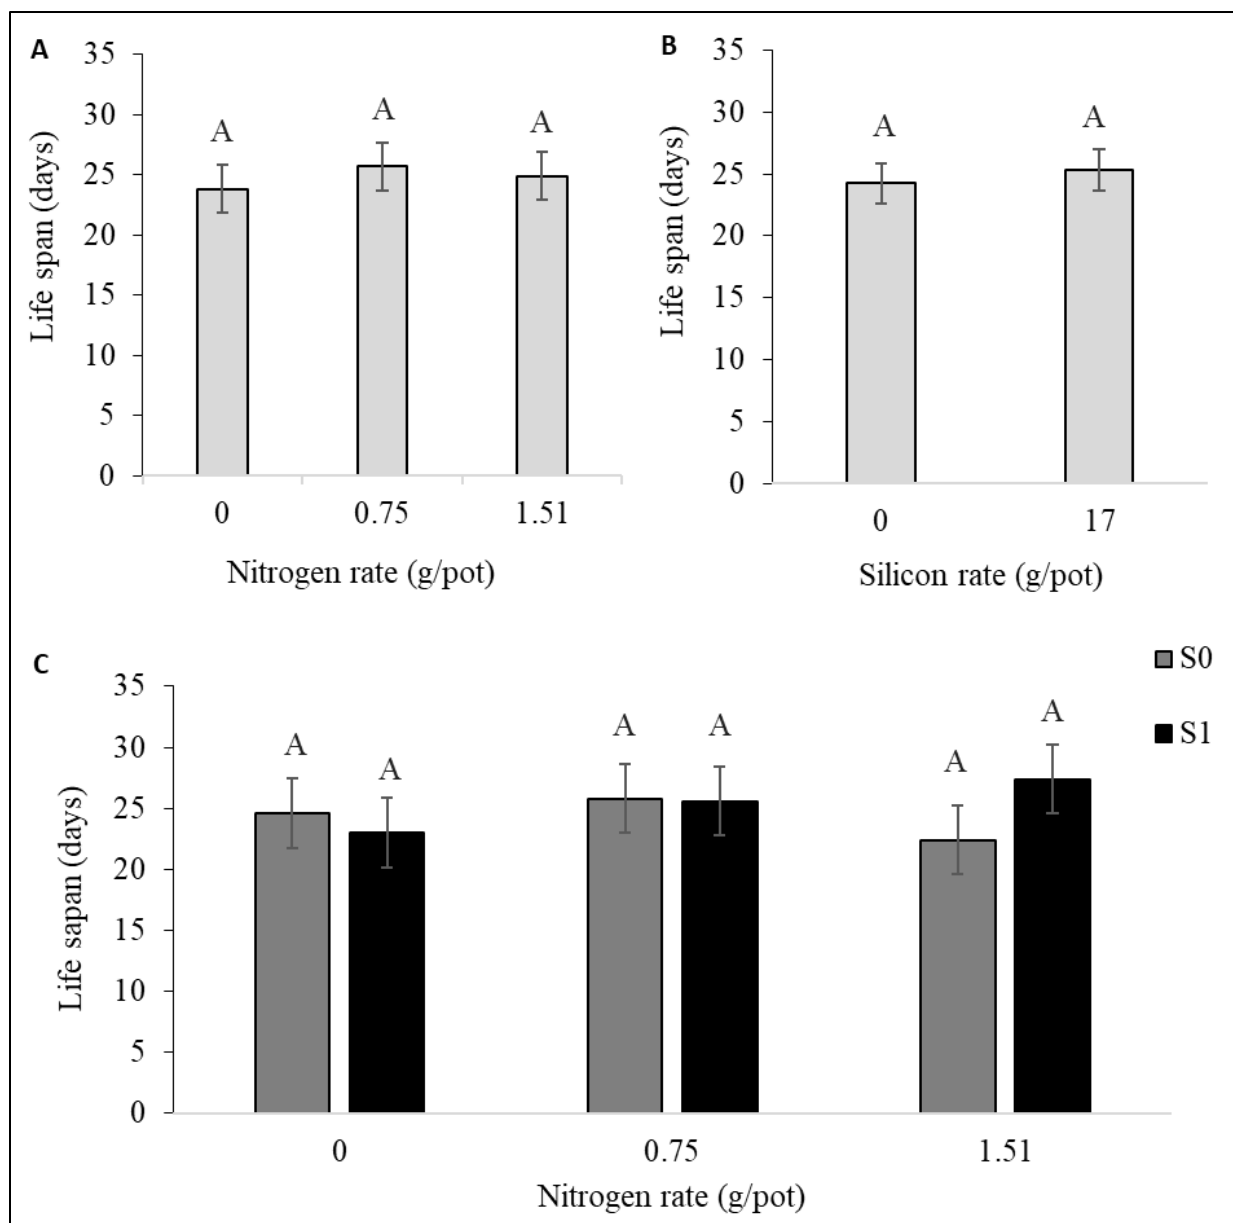 A
35
30
25
20
15
10
5
0
Life span (days)
A
A
A
0 0.75 1.51
Nitrogen rate (g/pot)
B
35
30
25
20
15
10
5
0
Life span (days)
A
A
0 17
Silicon rate (g/pot)
C
35
30
25
20
15
10
5
0
Life sapan (days)
A
A
A
A
A
A
S0
S1
0 0.75 1.51
Nitrogen rate (g/pot)